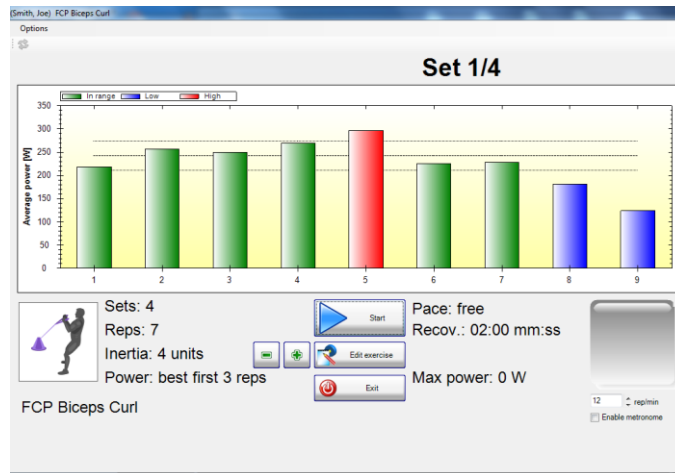 (Smith, Joe) FCP Biceps Curl
Options
Set 1/4
In range Low High
Average power [W]
350
300
250
200
150
100
50
0
1 2 3 4 5 6 7 8 9
Sets: 4
Reps: 7
Inertia: 4 units
Power: best first 3 reps
FCP Biceps Curl
Start
Edit exercise
Exit
Pace: free
Recov.: 02:00 mm:ss
Max power: 0 W
12 rep/min
Enable metronome